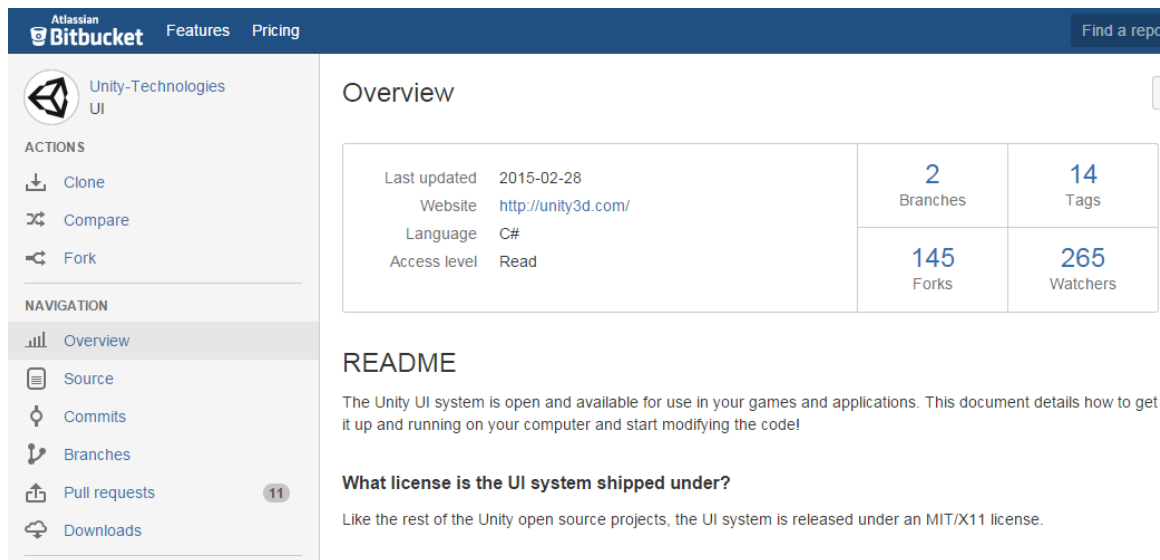 Atlassian
Bitbucket Features Pricing Find a repo
Unity-Technologies
UI
ACTIONS
Clone
Compare
Fork
NAVIGATION
Overview
Source
Commits
Branches
Pull requests 11
Downloads
Overview
Last updated 2015-02-28
Website http://unity3d.com/
Language C#
Access level Read
2
Branches
14
Tags
145
Forks
265
Watchers
README
The Unity UI system is open and available for use in your games and applications. This document details how to get
it up and running on your computer and start modifying the code!
What license is the UI system shipped under?
Like the rest of the Unity open source projects, the UI system is released under an MIT/X11 license.